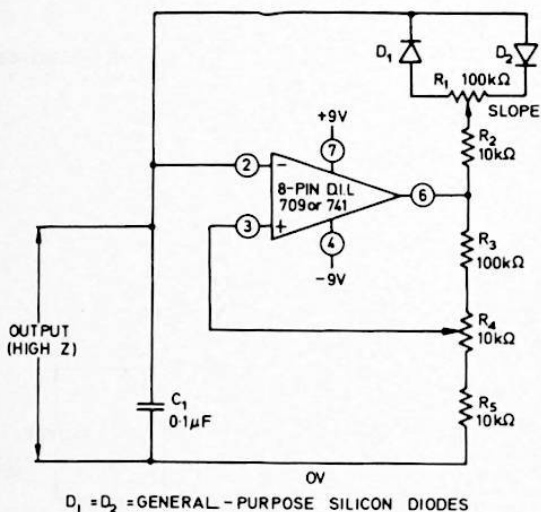 D1
D2
R1 100kΩ
SLOPE
R2
10kΩ
+9V
7
2
-
8-PIN D.I.L
709 or 741
6
3
+
4
-9V
R3
100kΩ
R4
10kΩ
OUTPUT
(HIGH Z)
C1
0·1µF
R5
10kΩ
0V
D1 = D2 = GENERAL-PURPOSE SILICON DIODES